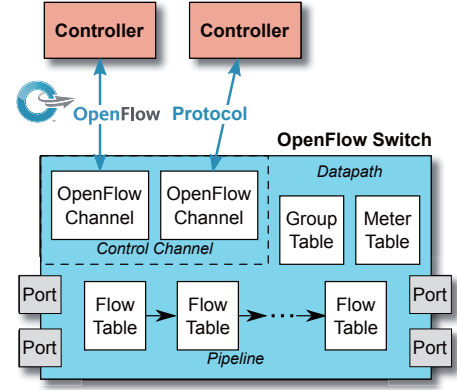 Controller
Controller
OpenFlow
Protocol
OpenFlow Switch
Datapath
OpenFlow
Channel
OpenFlow
Channel
Control Channel
Group
Table
Meter
Table
Port
Port
Flow
Table
Flow
Table
Flow
Table
Pipeline
Port
Port